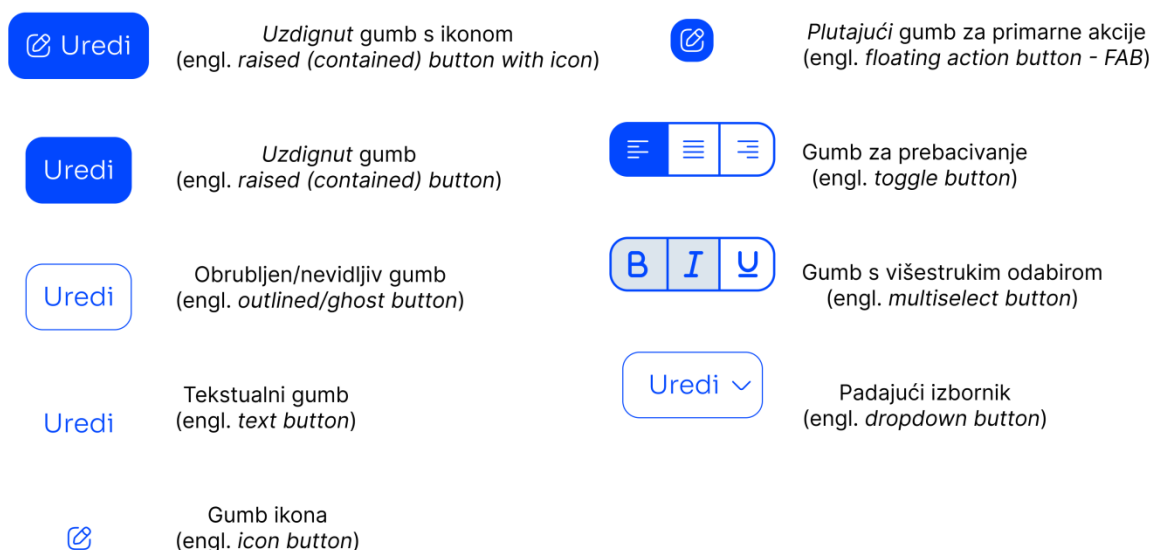 Uredi
Uzdignut gumb s ikonom
(engl. raised (contained) button with icon)
Uredi
Uzdignut gumb
(engl. raised (contained) button)
Uredi
Obrubljen/nevidljiv gumb
(engl. outlined/ghost button)
Uredi
Tekstualni gumb
(engl. text button)
Gumb ikona
(engl. icon button)
Plutajući gumb za primarne akcije
(engl. floating action button - FAB)
Gumb za prebacivanje
(engl. toggle button)
B I U
Gumb s višestrukim odabirom
(engl. multiselect button)
Uredi
Padajući izbornik
(engl. dropdown button)